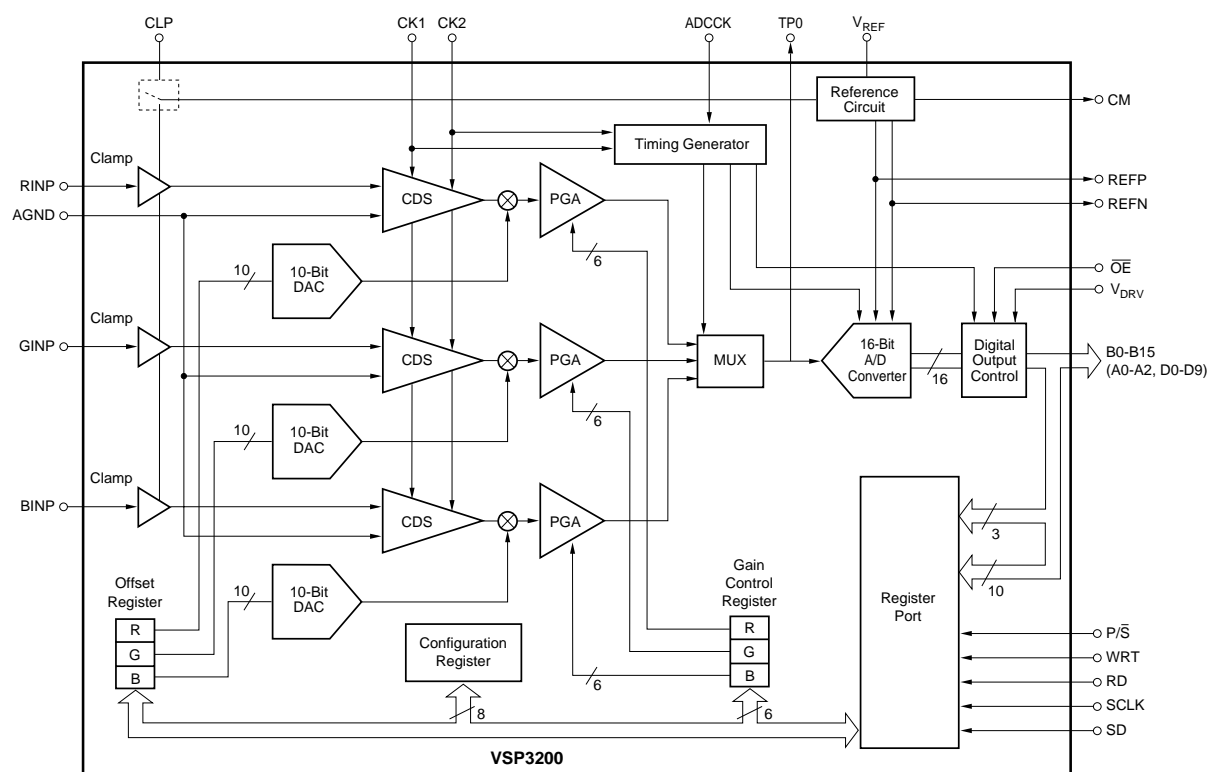 CLP
CK1
CK2
ADCCK
TP0
VREF
Reference
Circuit
CM
Timing Generator
Clamp
RINP
AGND
CDS
PGA
REFP
REFN
6
10
10-Bit
DAC
OE
VDRV
Clamp
GINP
CDS
PGA
MUX
16-Bit
A/D
Converter
16
Digital
Output
Control
B0-B15
(A0-A2, D0-D9)
6
10
10-Bit
DAC
Clamp
BINP
CDS
PGA
3
10
Offset
Register
10
10-Bit
DAC
Gain
Control
Register
Register
Port
R
G
B
Configuration
Register
R
G
B
6
P/S
WRT
RD
SCLK
SD
8
6
VSP3200